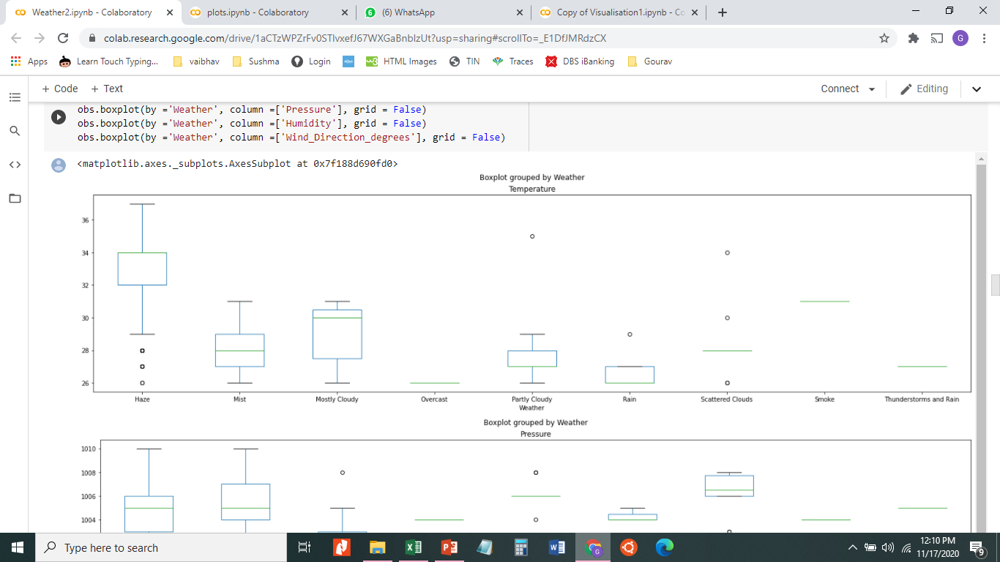 Weather2.ipynb - Colaboratory
plots.ipynb - Colaboratory
(6) WhatsApp
Copy of Visualisation1.ipynb - Co
colab.research.google.com/drive/1aCTzWPZrFv0STIvxefJ67WXGaBnbIzUt?usp=sharing#scrollTo=_E1DfJMRdzCX
G
Apps
Learn Touch Typing...
vaibhav
Sushma
Login
HTML Images
TIN
Traces
DBS iBanking
Gourav
+ Code + Text
Connect
Editing
obs.boxplot(by ='Weather', column =['Pressure'], grid = False)
obs.boxplot(by ='Weather', column =['Humidity'], grid = False)
obs.boxplot(by ='Weather', column =['Wind_Direction_degrees'], grid = False)
<matplotlib.axes._subplots.AxesSubplot at 0x7f188d690fd0>
Boxplot grouped by Weather
Temperature
36
34
32
30
28
26
Haze Mist Mostly Cloudy Overcast Partly Cloudy Rain Scattered Clouds Smoke Thunderstorms and Rain
Weather
Boxplot grouped by Weather
Pressure
1010
1008
1006
1004
Type here to search
12:10 PM
11/17/2020
9